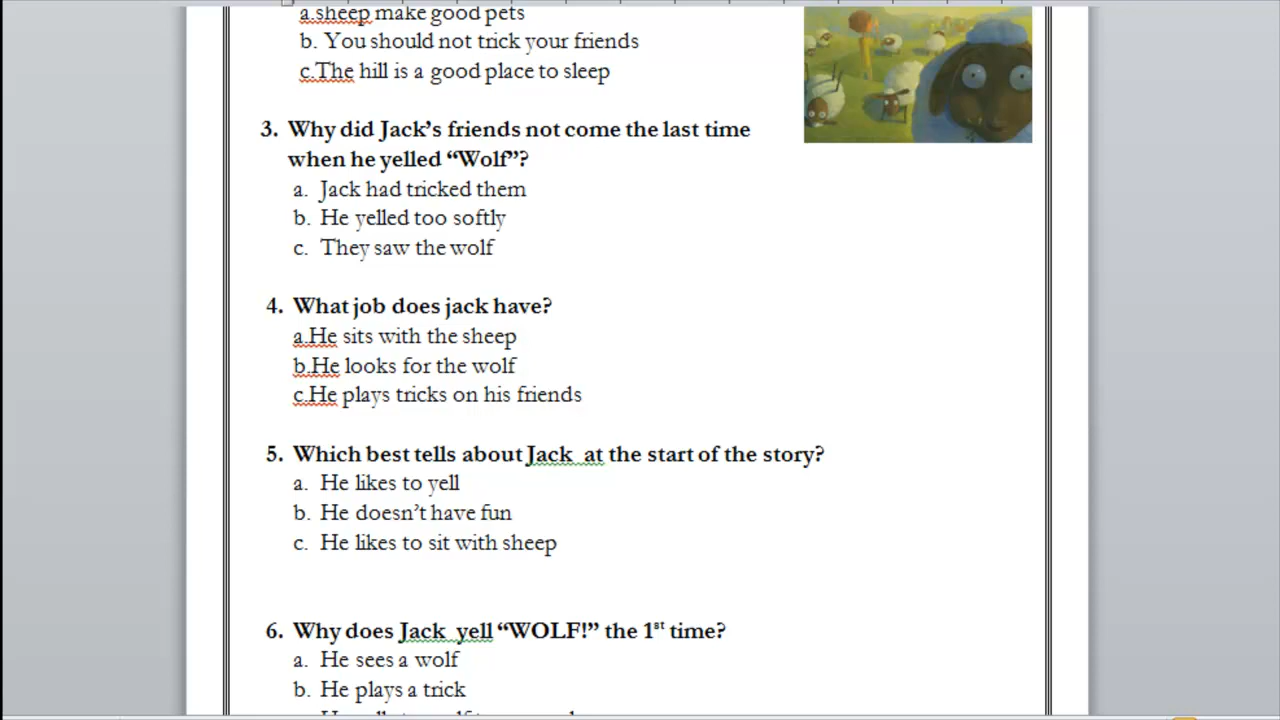 a.sheep make good pets
b. You should not trick your friends
c.The hill is a good place to sleep
3. Why did Jack’s friends not come the last time
when he yelled “Wolf”?
a. Jack had tricked them
b. He yelled too softly
c. They saw the wolf
4. What job does jack have?
a.He sits with the sheep
b.He looks for the wolf
c.He plays tricks on his friends
5. Which best tells about Jack at the start of the story?
a. He likes to yell
b. He doesn’t have fun
c. He likes to sit with sheep
6. Why does Jack yell “WOLF!” the 1st time?
a. He sees a wolf
b. He plays a trick